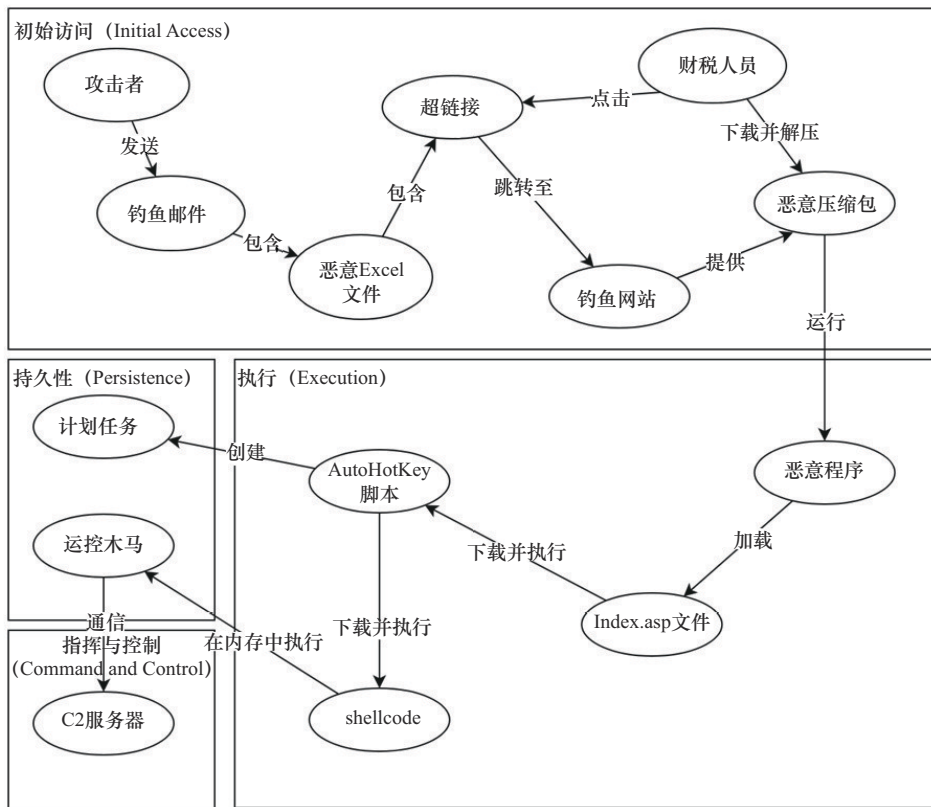 初始访问（Initial Access）
攻击者
财税人员
超链接
点击
发送
下载并解压
钓鱼邮件
包含
包含
跳转至
恶意压缩包
恶意Excel
文件
钓鱼网站
提供
运行
持久性（Persistence）
执行（Execution）
计划任务
创建
AutoHotKey
脚本
恶意程序
运控木马
下载并执行
加载
通信
在内存中执行
下载并执行
Index.asp文件
指挥与控制
（Command and Control）
C2服务器
shellcode